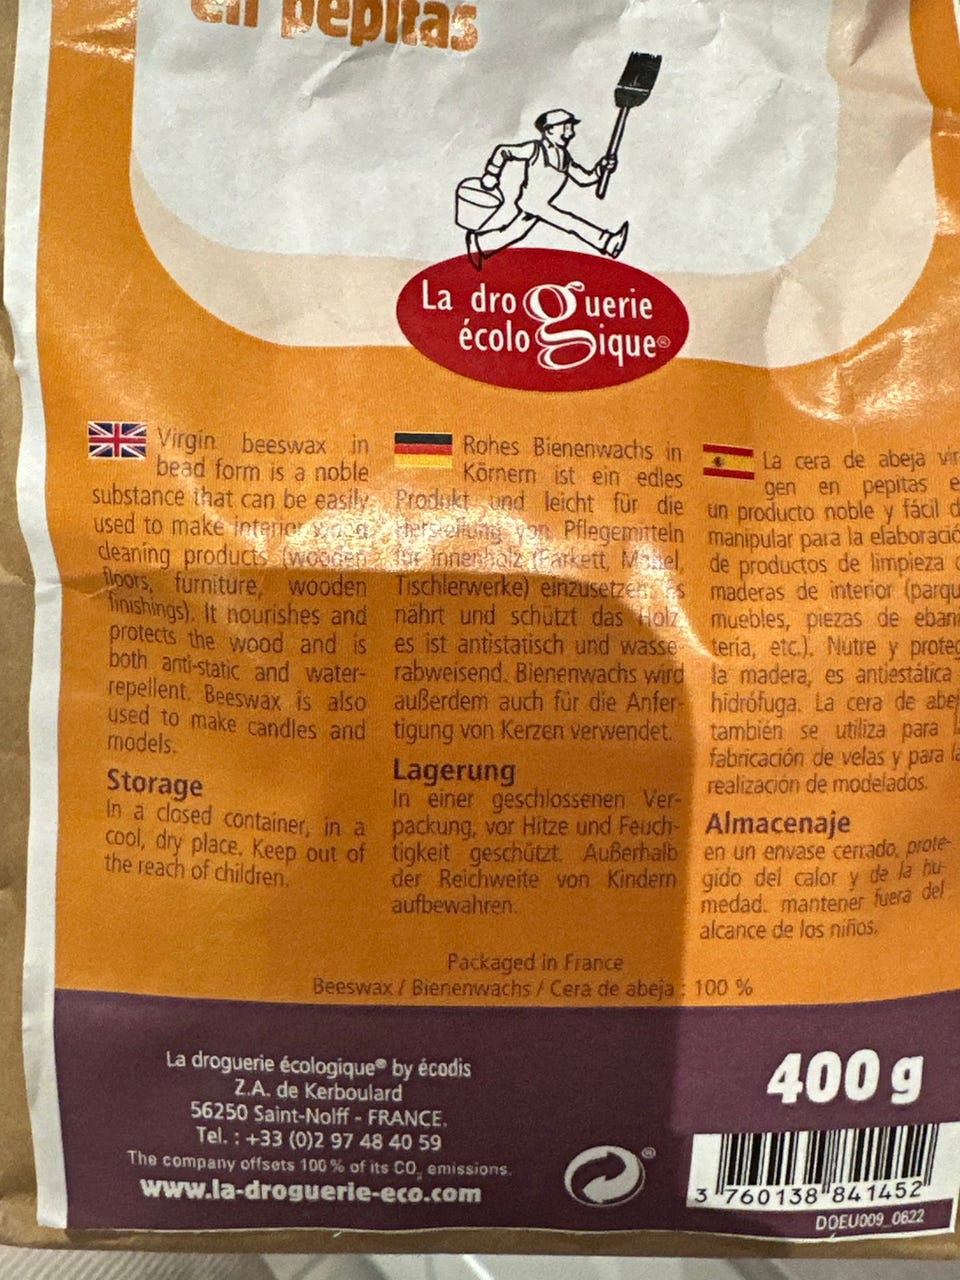 en pepitas
La droguerie
écologique®
Virgin beeswax in
bead form is a noble
substance that can be easily
used to make interior wood
cleaning products (wooden
floors, furniture, wooden
finishings). It nourishes and
protects the wood and is
both anti-static and water-
repellent. Beeswax is also
used to make candles and
models.
Storage
In a closed container, in a
cool, dry place. Keep out of
the reach of children.
Rohes Bienenwachs in
Körnern ist ein edles
Produkt und leicht für die
Herstellung von Pflegemitteln
für Innenholz (Parkett, Möbel,
Tischlerwerke) einzusetzen. Es
nährt und schützt das Holz
es ist antistatisch und wasse-
rabweisend. Bienenwachs wird
außerdem auch für die Anfer-
tigung von Kerzen verwendet.
Lagerung
In einer geschlossenen Ver-
packung, vor Hitze und Feuch-
tigkeit geschützt. Außerhalb
der Reichweite von Kindern
aufbewahren.
La cera de abeja vir
gen en pepitas e
un producto noble y fácil d
manipular para la elaboració
de productos de limpieza
maderas de interior (parqu
muebles, piezas de eban
tería, etc.). Nutre y proteg
la madera, es antiestática
hidrófuga. La cera de abej
también se utiliza para l
fabricación de velas y para la
realización de modelados.
Almacenaje
en un envase cerrado, prote-
gido del calor y de la hu-
medad. mantener fuera del
alcance de los niños.
Packaged in France
Beeswax / Bienenwachs / Cera de abeja : 100 %
La droguerie écologique® by écodis
Z.A. de Kerboulard
56250 Saint-Nolff - FRANCE.
Tel. : +33 (0)2 97 48 40 59
The company offsets 100 % of its CO₂ emissions.
www.la-droguerie-eco.com
®
400 g
3 760138 841452
DOEU009_0622